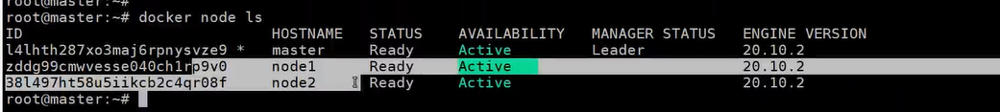 root@master:~#
root@master:~# docker node ls
ID HOSTNAME STATUS AVAILABILITY MANAGER STATUS ENGINE VERSION
l4lhth287xo3maj6rpnysvze9 * master Ready Active Leader 20.10.2
zddg99cmwvesse040ch1rp9v0 node1 Ready Active 20.10.2
38l497ht58u5iikcb2c4qr08f node2 Ready Active 20.10.2
root@master:~#